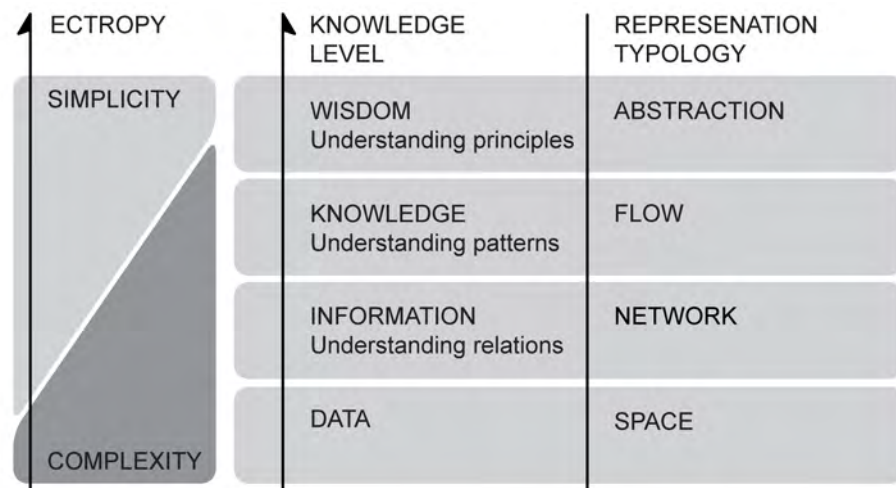 ECTROPY
KNOWLEDGE
LEVEL
REPRESENATION
TYPOLOGY
SIMPLICITY
WISDOM
Understanding principles
ABSTRACTION
KNOWLEDGE
Understanding patterns
FLOW
INFORMATION
Understanding relations
NETWORK
DATA
SPACE
COMPLEXITY